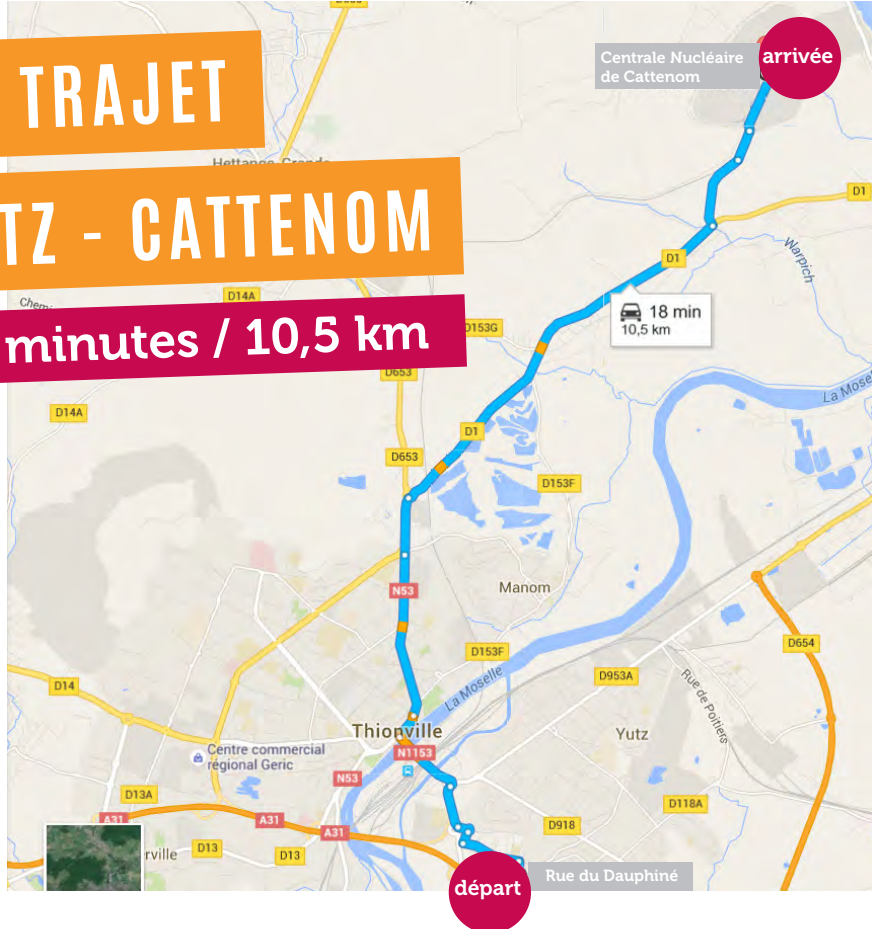 TRAJET
TZ - CATTENOM
minutes / 10,5 km
Centrale Nucléaire
de Cattenom
arrivée
D1
Warpich
D1
18 min
10,5 km
D14A
D153G
D653
D14A
D1
D653
D153F
N53
Manom
D153F
La Moselle
D654
D953A
Rue de Poitiers
D14
Thionville
Yutz
N1153
Centre commercial
régional Geric
N53
D13A
D118A
A31
A31
A31
D918
rville
D13
D13
départ
Rue du Dauphiné